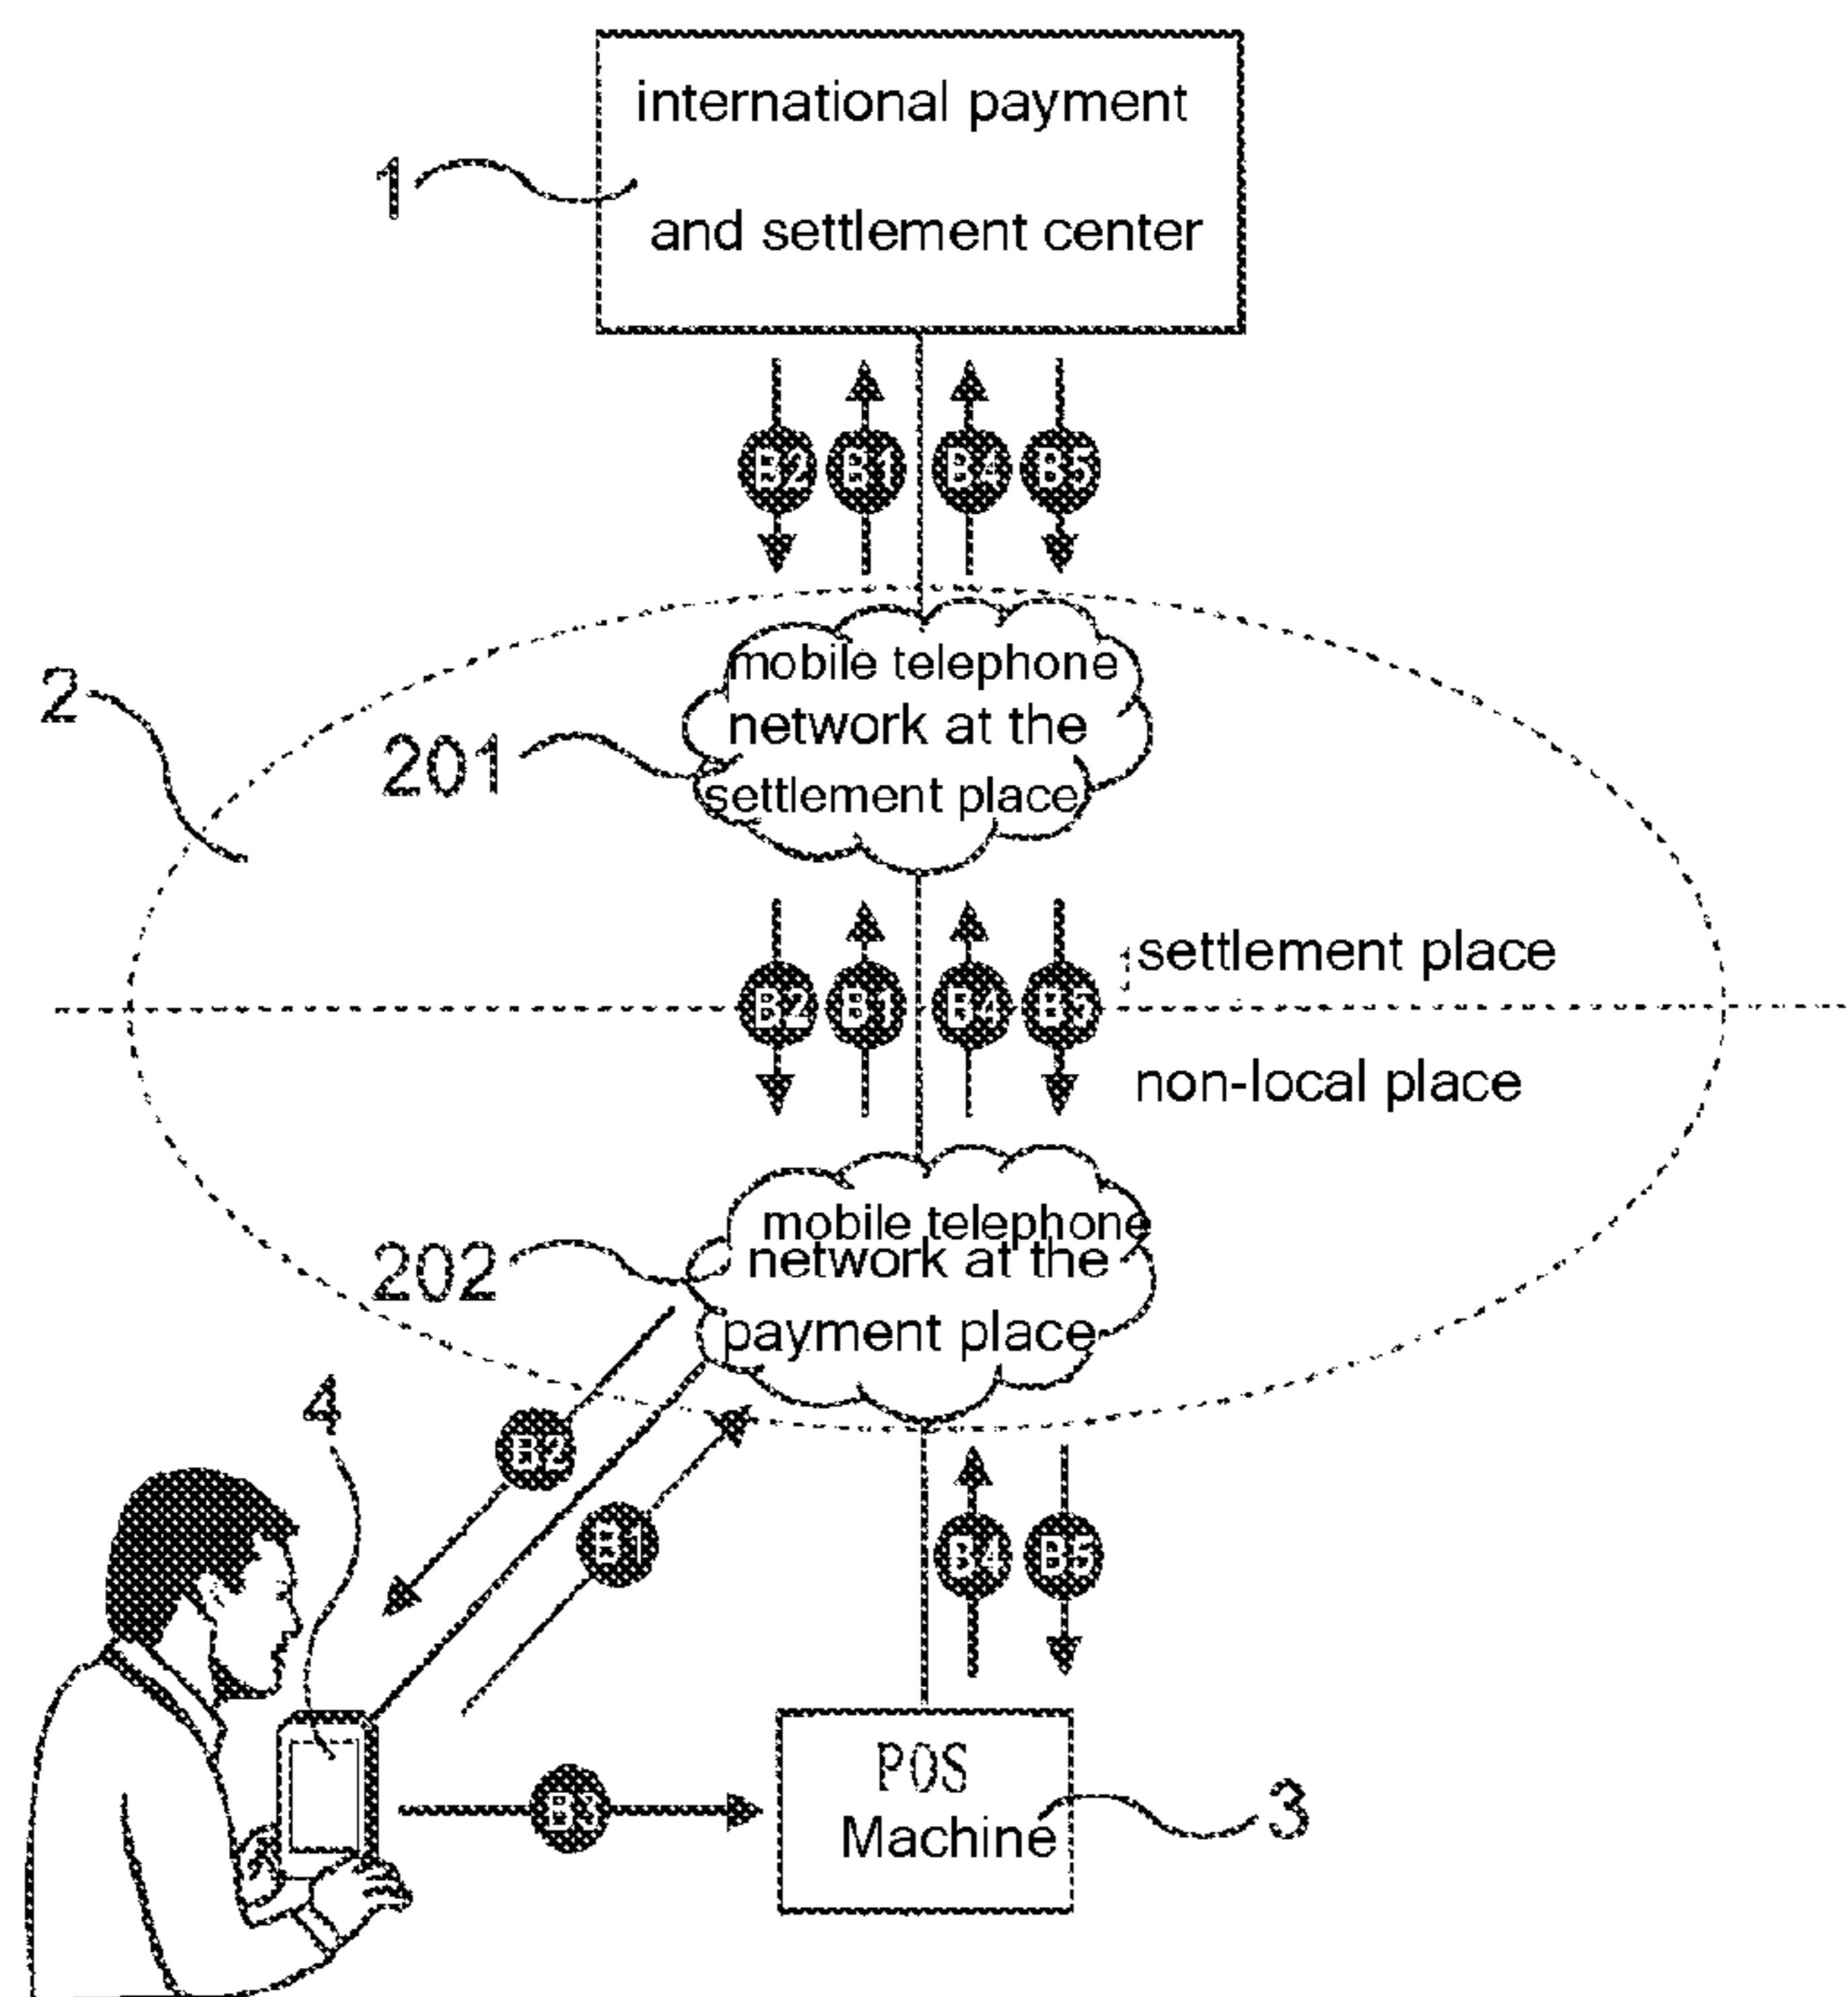 international payment
and settlement center
1
B2 B1 B4 B5
2
mobile telephone
network at the
settlement place
201
settlement place
B2 B1 B4 B5
non-local place
mobile telephone
network at the
payment place
202
4
B2
B1
B4 B5
POS
Machine
3
B3